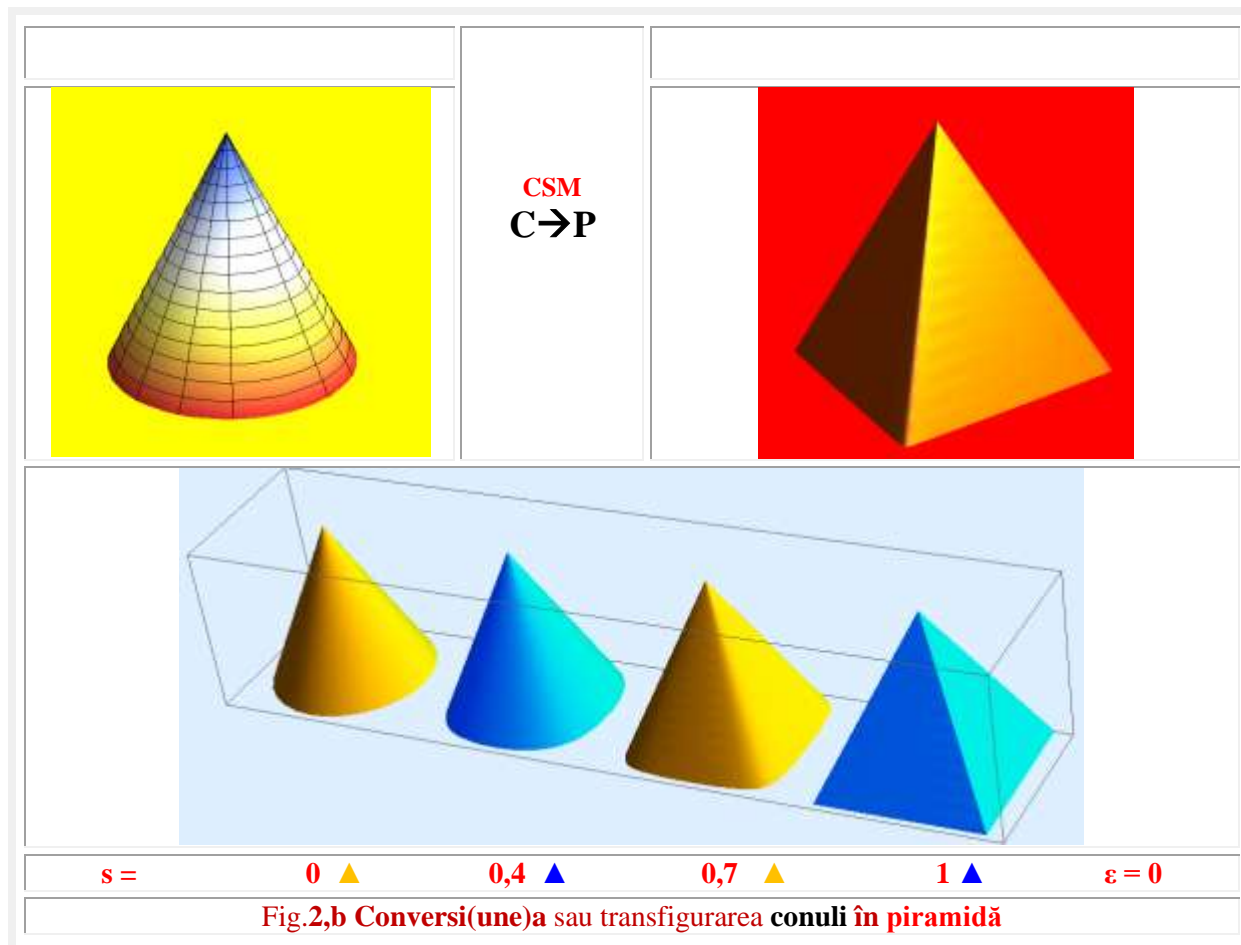 CSM
C→P
s = 0 ▲ 0,4 ▲ 0,7 ▲ 1 ▲ ε = 0
Fig.2,b Conversi(une)a sau transfigurarea conuli în piramidă